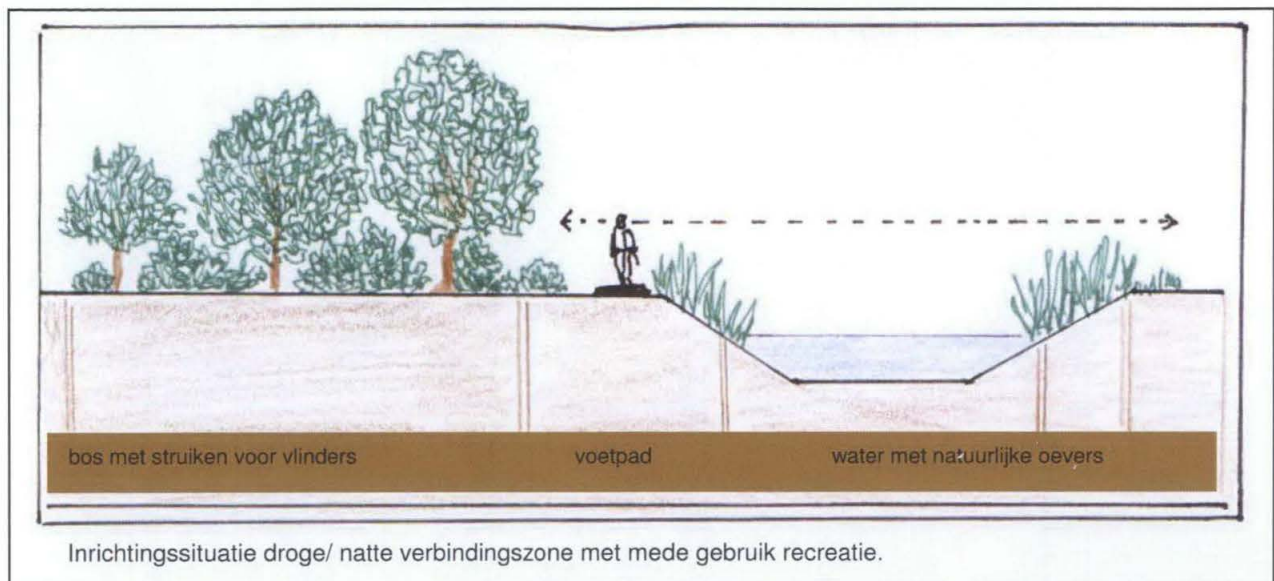 bos met struiken voor vlinders voetpad water met natuurlijke oevers
Inrichtingssituatie droge/ natte verbindingszone met mede gebruik recreatie.